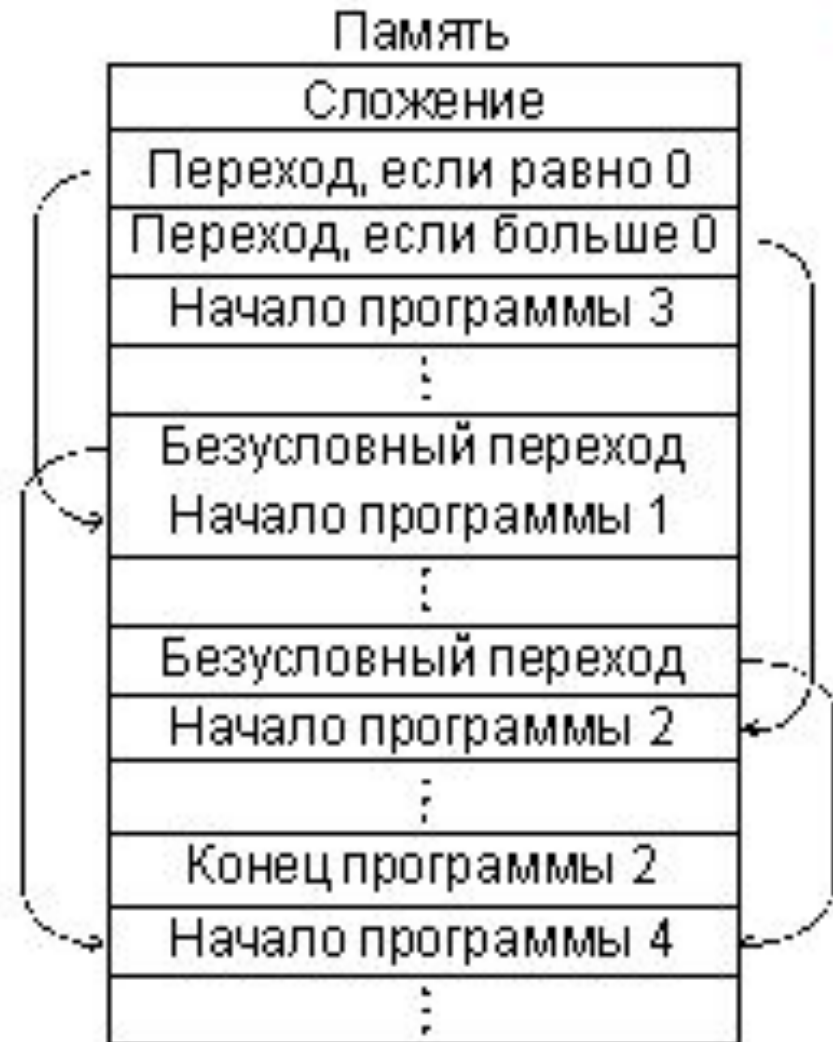 Память
Сложение
Переход, если равно 0
Переход, если больше 0
Начало программы 3
⋮
Безусловный переход
Начало программы 1
⋮
Безусловный переход
Начало программы 2
⋮
Конец программы 2
Начало программы 4
⋮